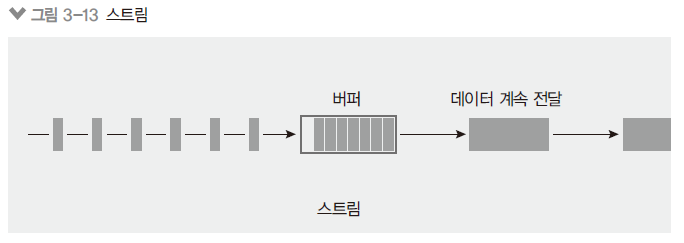 그림 3-13 스트림
버퍼
데이터 계속 전달
스트림